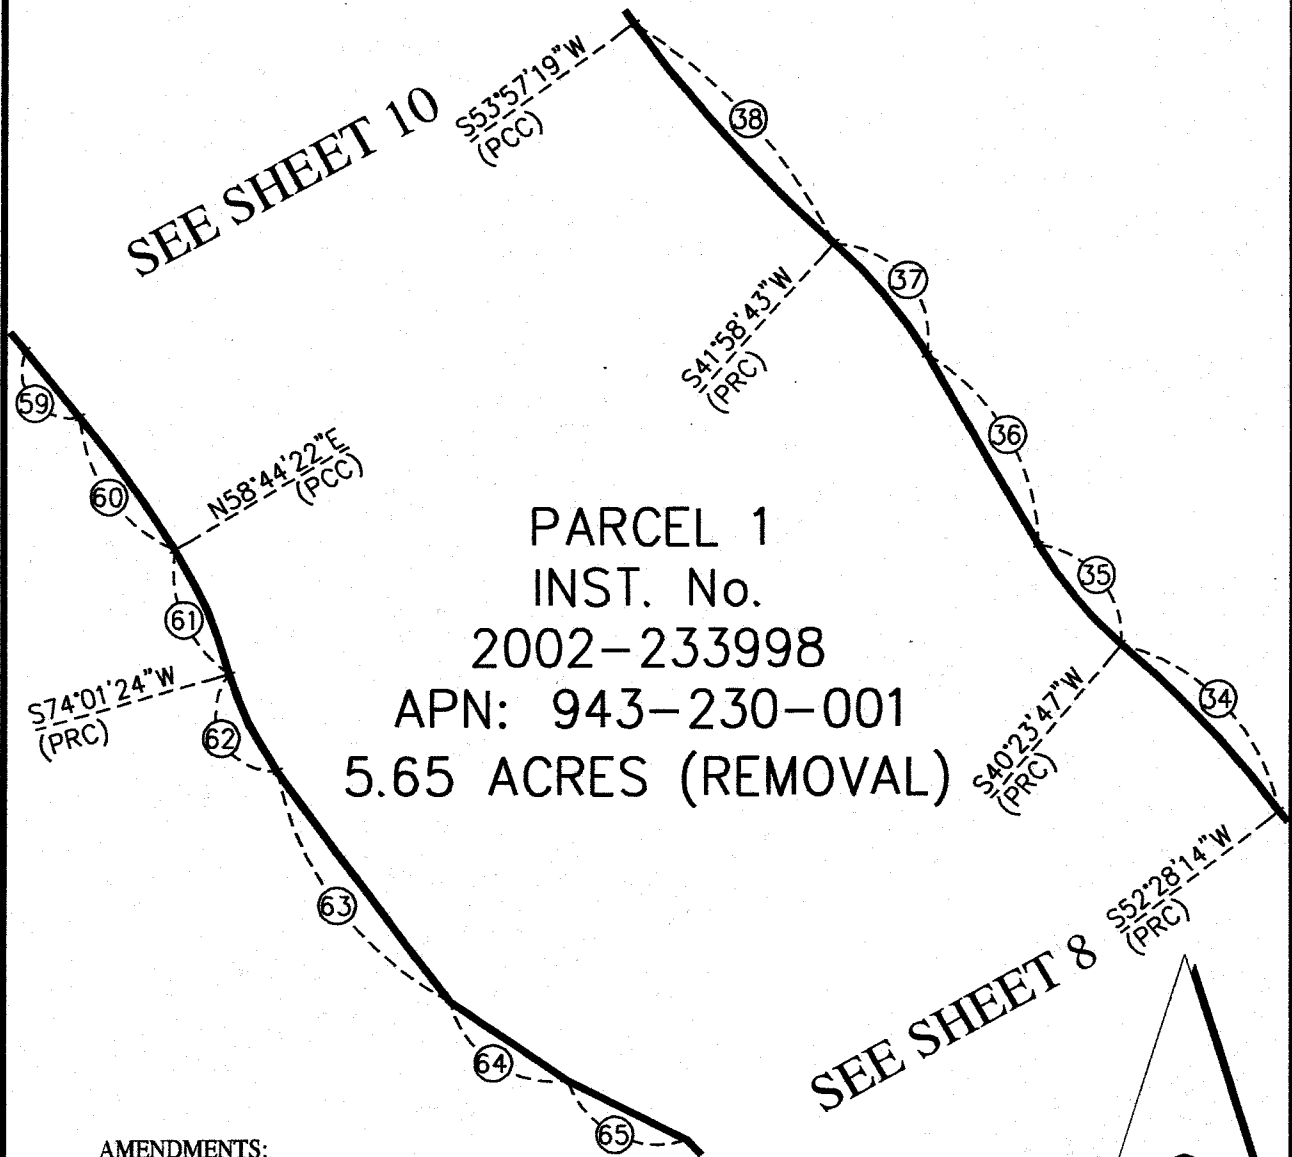 S53°57'19"W
(PCC)
38
SEE SHEET 10
37
S41°58'43"W
(PRC)
59
36
N58°44'22"E
(PCC)
60
PARCEL 1
INST. No.
2002-233998
APN: 943-230-001
5.65 ACRES (REMOVAL)
35
61
S74°01'24"W
(PRC)
62
34
S40°23'47"W
(PRC)
63
S52°28'14"W
(PRC)
SEE SHEET 8
64
65
AMENDMENTS: